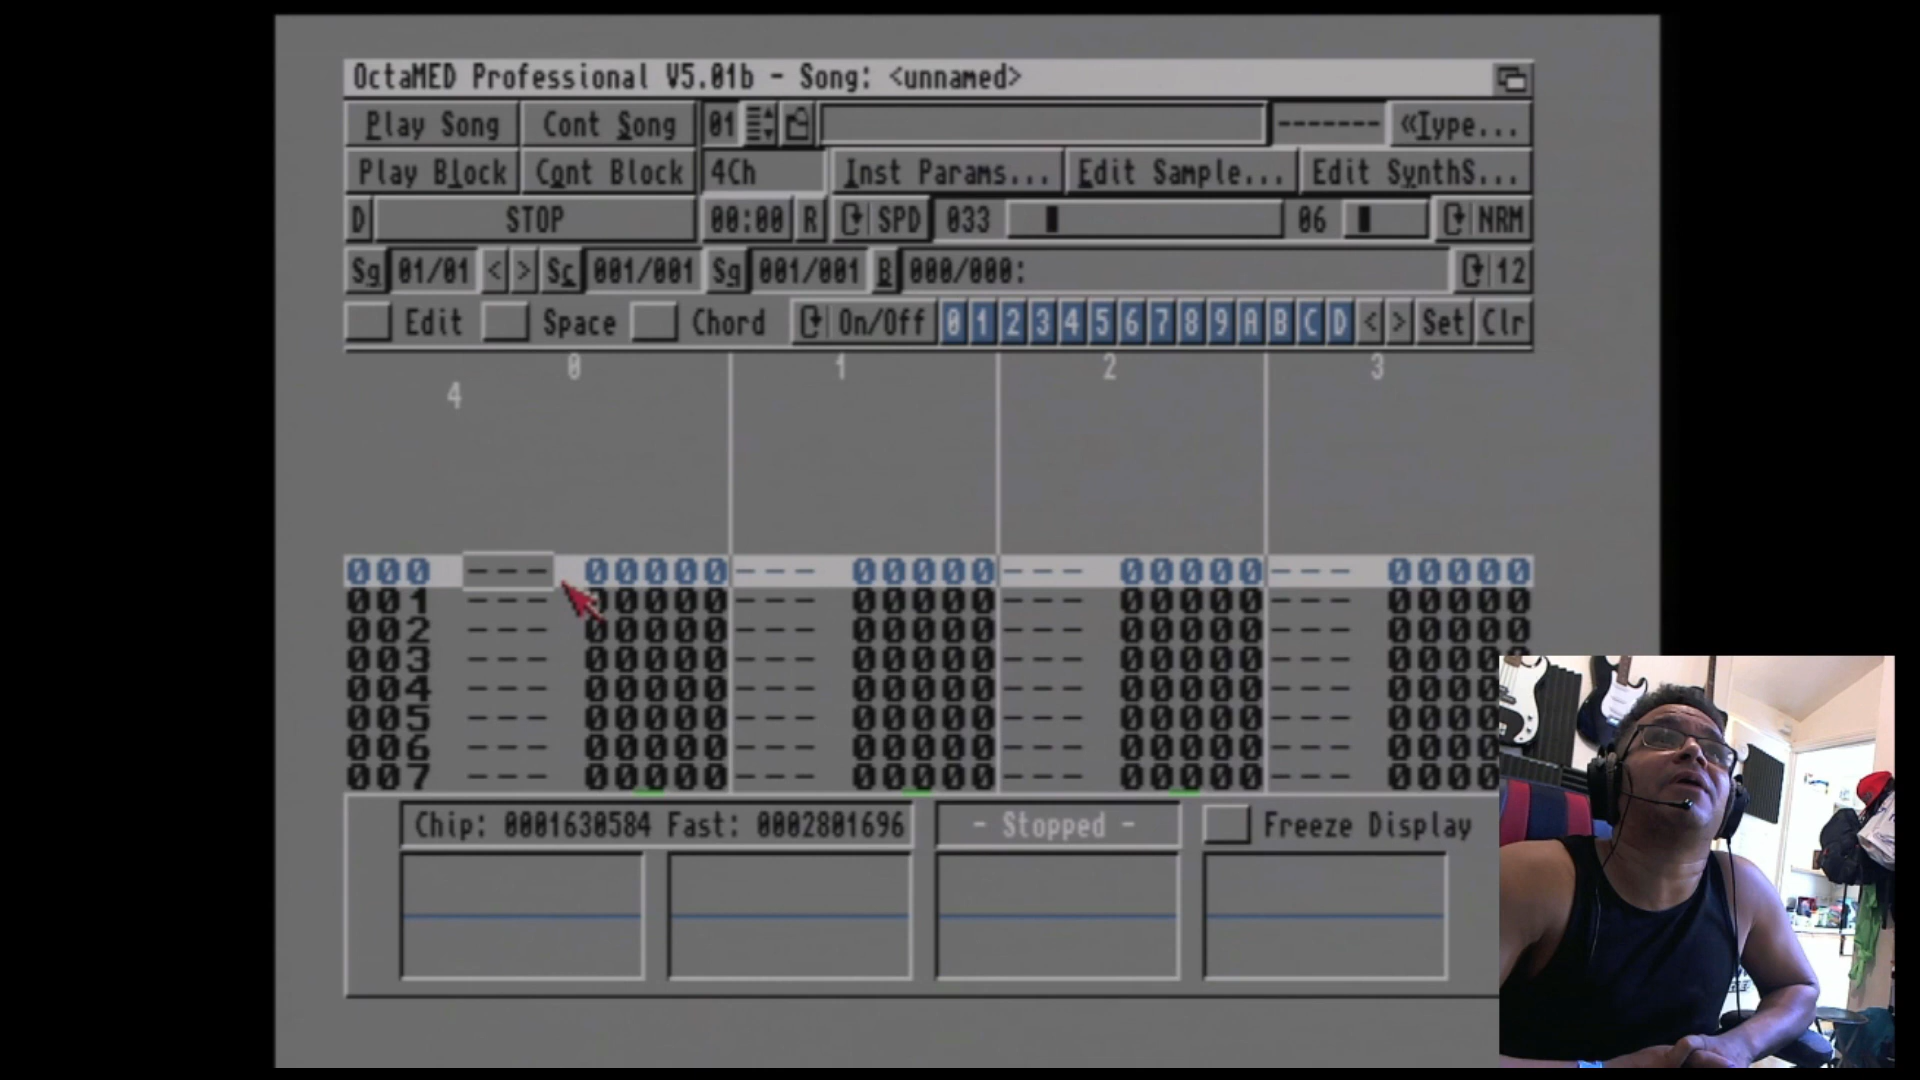 OctaMED Professional V5.01b - Song: <unnamed>
Play Song Cont Song 01 ------- «Type...
Play Block Cont Block 4Ch Inst Params... Edit Sample... Edit SynthS...
D STOP 00:00 R SPD 033 06 NRM
Sg 01/01 < > Sc 001/001 Sg 001/001 B 000/000: 12
Edit Space Chord On/Off 0 1 2 3 4 5 6 7 8 9 A B C D < > Set Clr
0 1 2 3
4
000 --- 00000 --- 00000 --- 00000 --- 00000
001 --- 00000 --- 00000 --- 00000 --- 00000
002 --- 00000 --- 00000 --- 00000 --- 00000
003 --- 00000 --- 00000 --- 00000 --- 00000
004 --- 00000 --- 00000 --- 00000 --- 0000
005 --- 00000 --- 00000 --- 00000 --- 0000
006 --- 00000 --- 00000 --- 00000 --- 0000
007 --- 00000 --- 00000 --- 00000 --- 0000
Chip: 0001630584 Fast: 0002801696 - Stopped - Freeze Display